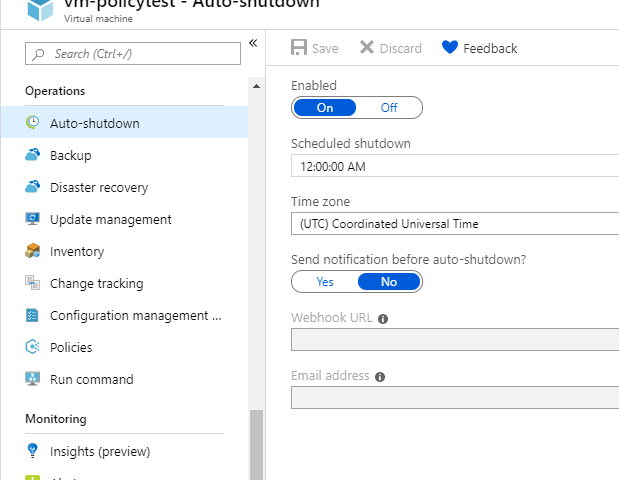 vm-policytest - Auto-shutdown
Virtual machine
Search (Ctrl+/)
«
Save
Discard
Feedback
Operations
Auto-shutdown
Backup
Disaster recovery
Update management
Inventory
Change tracking
Configuration management ...
Policies
Run command
Monitoring
Insights (preview)
Enabled
On
Off
Scheduled shutdown
12:00:00 AM
Time zone
(UTC) Coordinated Universal Time
Send notification before auto-shutdown?
Yes
No
Webhook URL
Email address